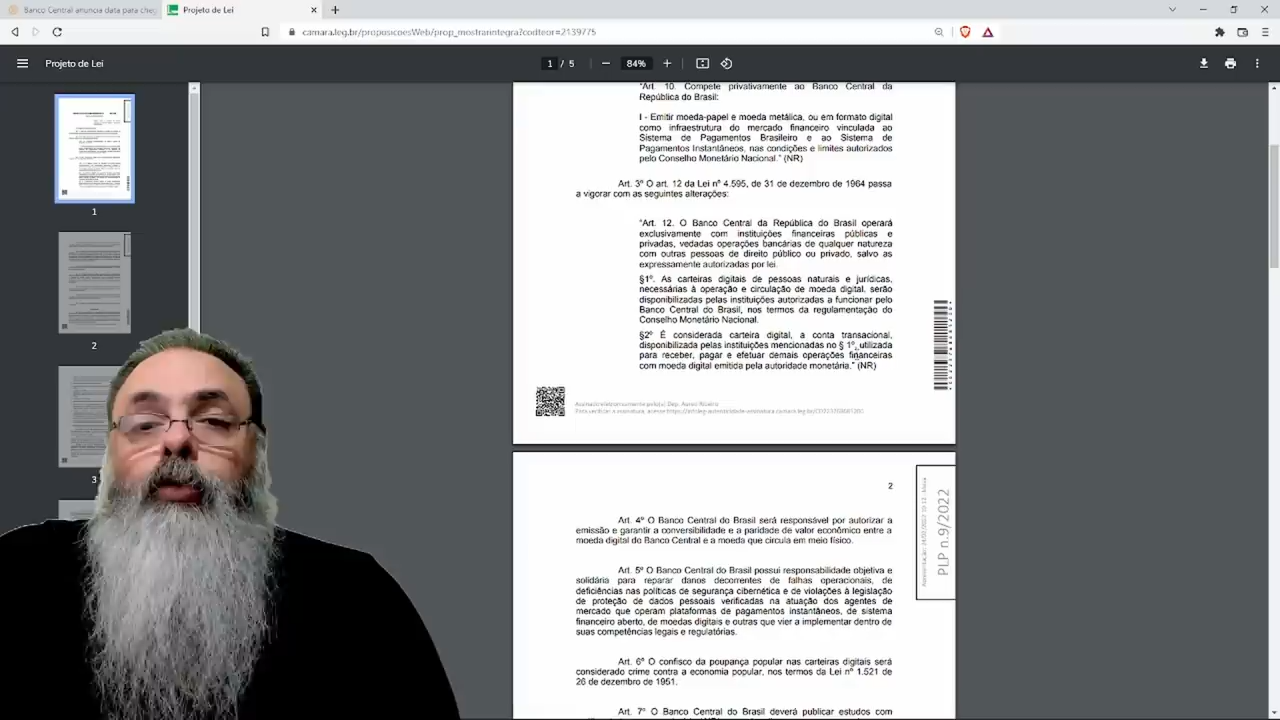 Banco Central anuncia data para cheg
Projeto de Lei
camara.leg.br/proposicoesWeb/prop_mostrarintegra?codteor=2139775
Projeto de Lei
1 / 5
84%
1
2
3
"Art. 10. Compete privativamente ao Banco Central da
República do Brasil:
I - Emitir moeda-papel e moeda metálica, ou em formato digital
como infraestrutura do mercado financeiro vinculada ao
Sistema de Pagamentos Brasileiro e ao Sistema de
Pagamentos Instantâneos, nas condições e limites autorizados
pelo Conselho Monetário Nacional." (NR)
Art. 3º O art. 12 da Lei nº 4.595, de 31 de dezembro de 1964 passa
a vigorar com as seguintes alterações:
"Art. 12. O Banco Central da República do Brasil operará
exclusivamente com instituições financeiras públicas e
privadas, vedadas operações bancárias de qualquer natureza
com outras pessoas de direito público ou privado, salvo as
expressamente autorizadas por lei.
§1º. As carteiras digitais de pessoas naturais e jurídicas,
necessárias à operação e circulação de moeda digital, serão
disponibilizadas pelas instituições autorizadas a funcionar pelo
Banco Central do Brasil, nos termos da regulamentação do
Conselho Monetário Nacional.
§2º É considerada carteira digital, a conta transacional,
disponibilizada pelas instituições mencionadas no § 1º, utilizada
para receber, pagar e efetuar demais operações financeiras
com moeda digital emitida pela autoridade monetária." (NR)
Assinado eletronicamente pelo(a) Dep.
Para verificar a assinatura, acesse
2
PLP n.9/2022
Art. 4º O Banco Central do Brasil será responsável por autorizar a
emissão e garantir a conversibilidade e a paridade de valor econômico entre a
moeda digital do Banco Central e a moeda que circula em meio físico.
Art. 5º O Banco Central do Brasil possui responsabilidade objetiva e
solidária para reparar danos decorrentes de falhas operacionais, de
deficiências nas políticas de segurança cibernética e de violações à legislação
de proteção de dados pessoais verificadas na atuação dos agentes de
mercado que operam plataformas de pagamentos instantâneos, de sistema
financeiro aberto, de moedas digitais e outras que vier a implementar dentro de
suas competências legais e regulatórias.
Art. 6º O confisco da poupança popular nas carteiras digitais será
considerado crime contra a economia popular, nos termos da Lei nº 1.521 de
26 de dezembro de 1951.
Art. 7º O Banco Central do Brasil deverá publicar estudos com